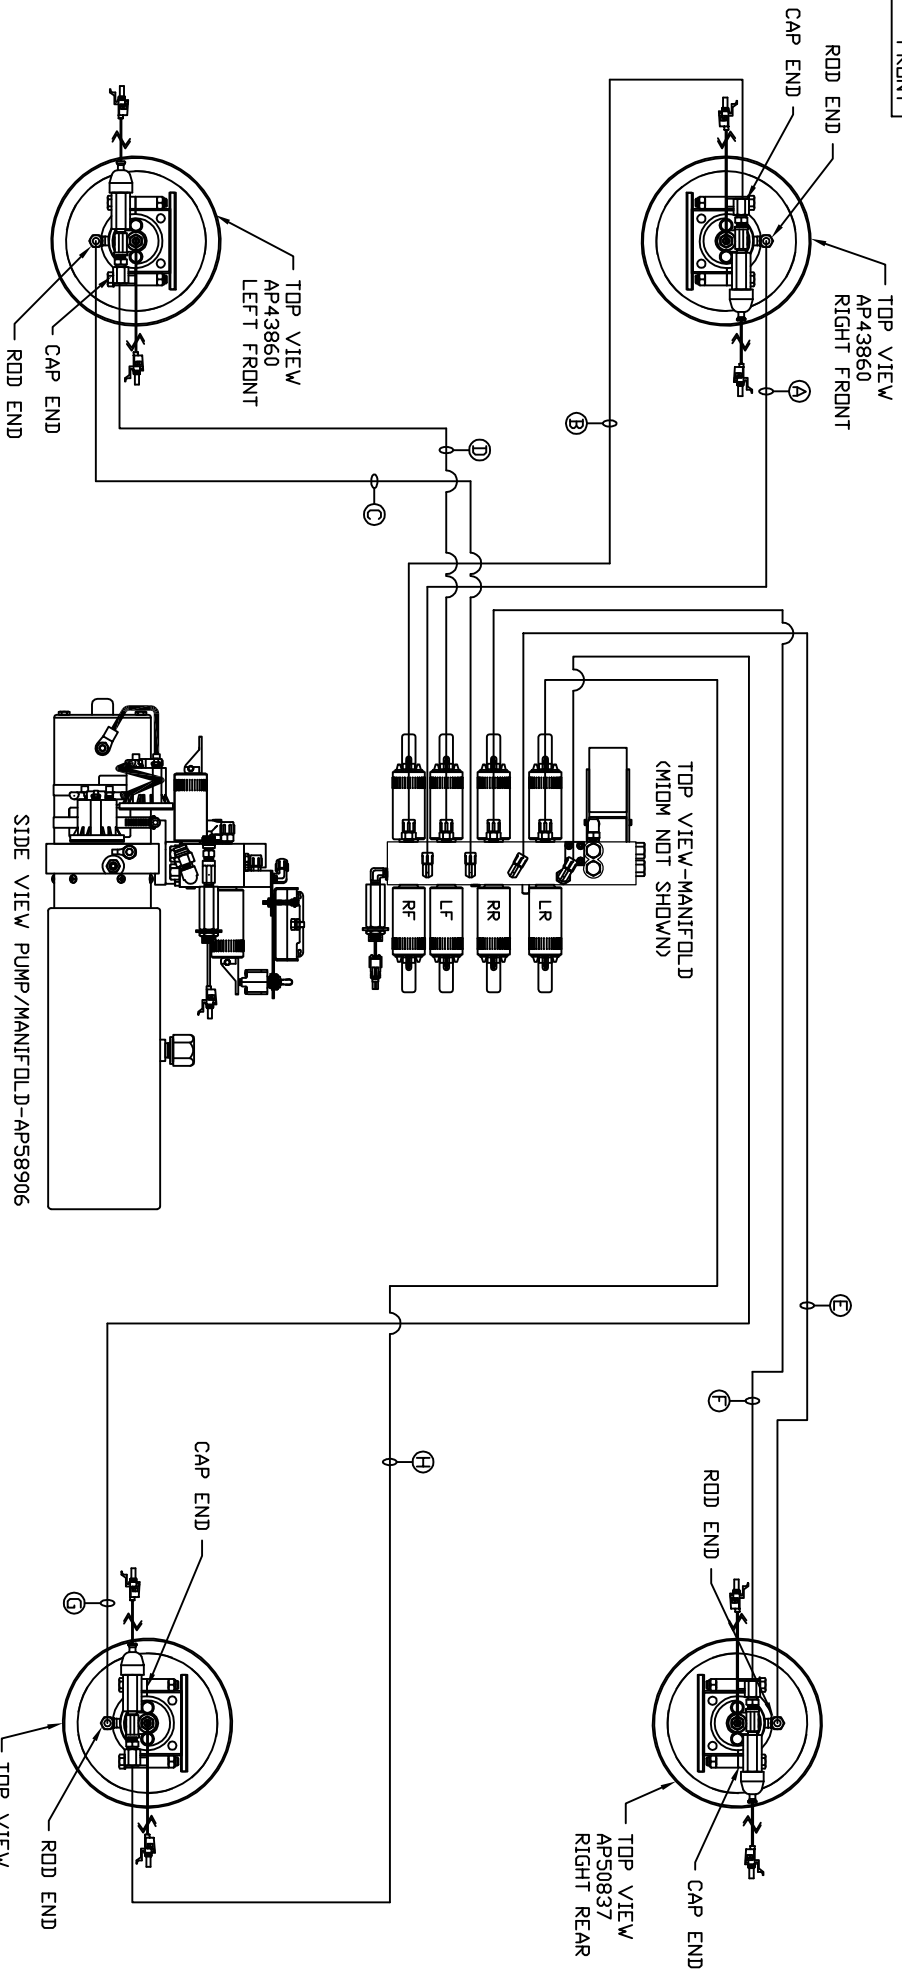 FRONT
ROD END
CAP END
TOP VIEW
AP43860
RIGHT FRONT
A
B
TOP VIEW
AP43860
LEFT FRONT
CAP END
ROD END
D
C
TOP VIEW-MANIFOLD
(MIOM NOT SHOWN)
RF
LF
RR
LR
SIDE VIEW PUMP/MANIFOLD-AP58906
E
F
ROD END
CAP END
TOP VIEW
AP50837
RIGHT REAR
H
CAP END
G
ROD END
TOP VIEW